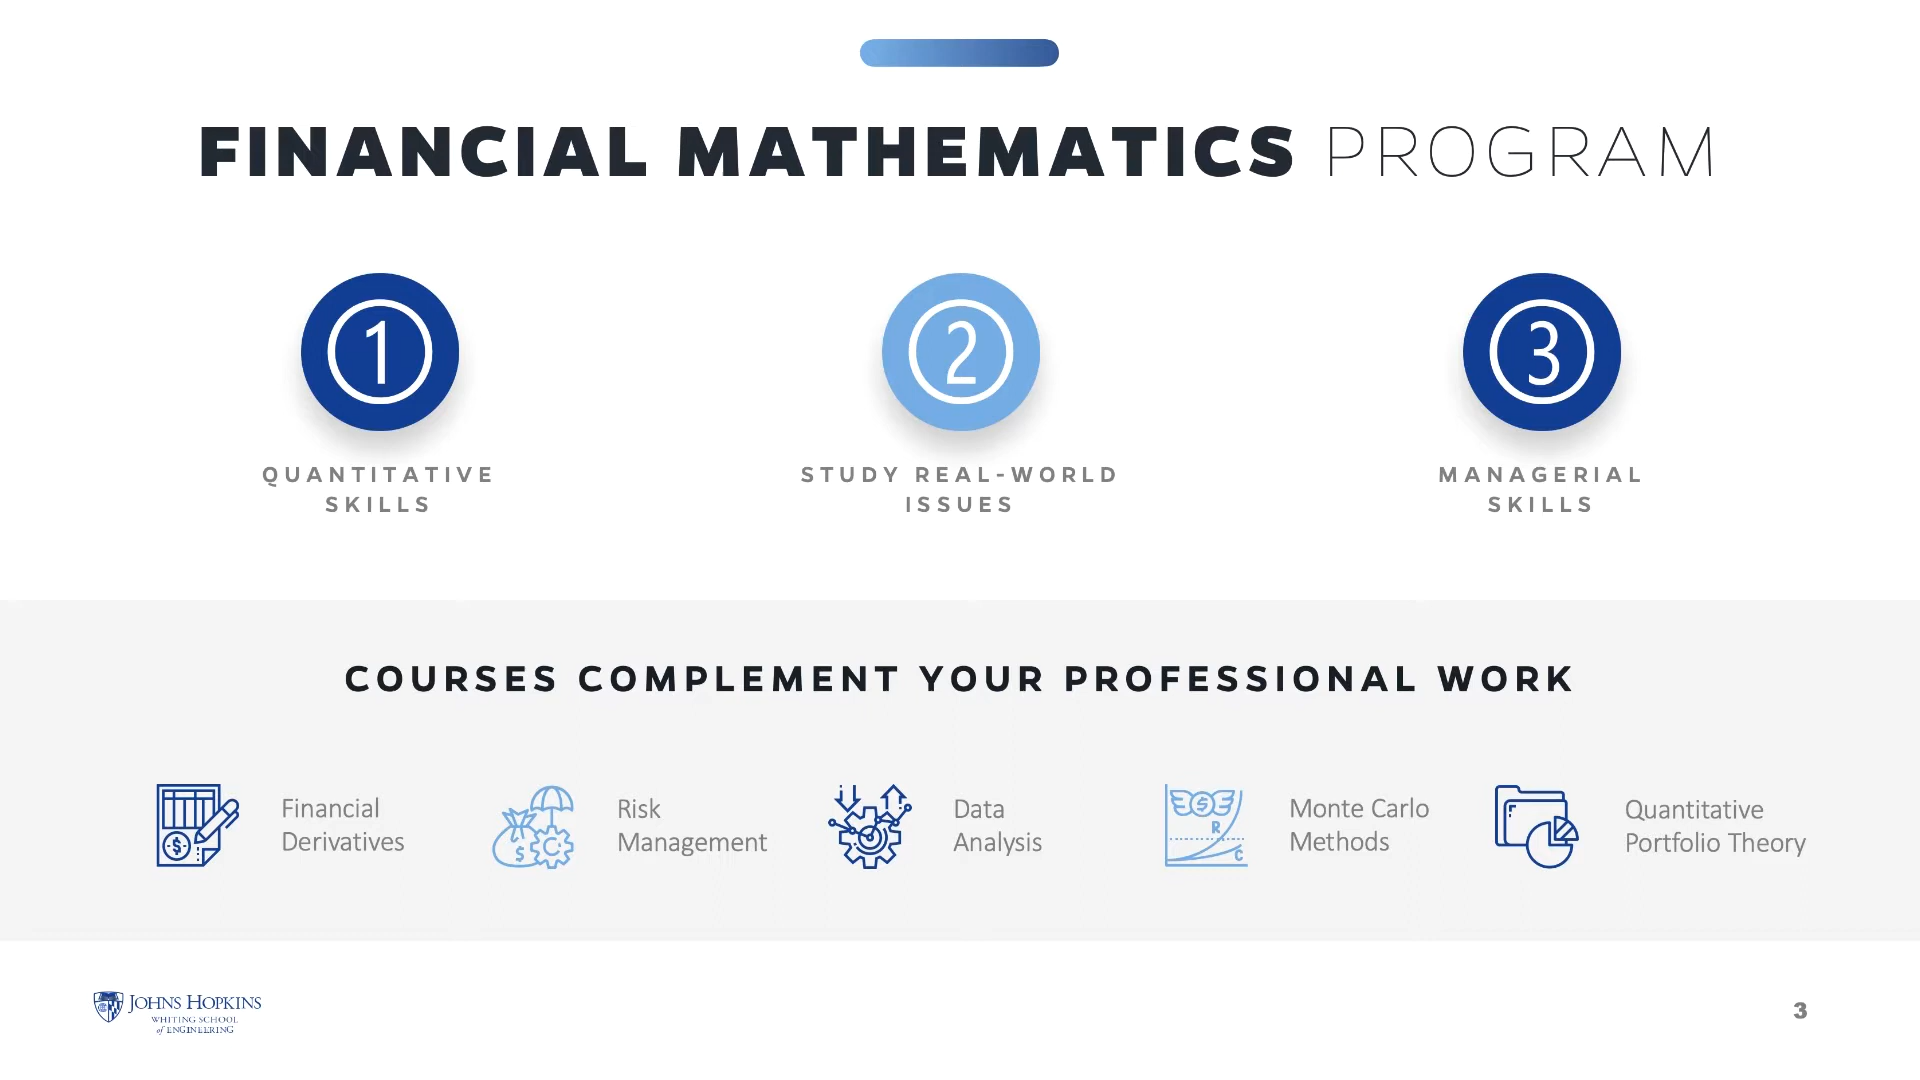 FINANCIAL MATHEMATICS PROGRAM
1
2
3
QUANTITATIVE
SKILLS
STUDY REAL-WORLD
ISSUES
MANAGERIAL
SKILLS
COURSES COMPLEMENT YOUR PROFESSIONAL WORK
Financial
Derivatives
Risk
Management
Data
Analysis
R
C
Monte Carlo
Methods
Quantitative
Portfolio Theory
JOHNS HOPKINS
WHITING SCHOOL
of ENGINEERING
3